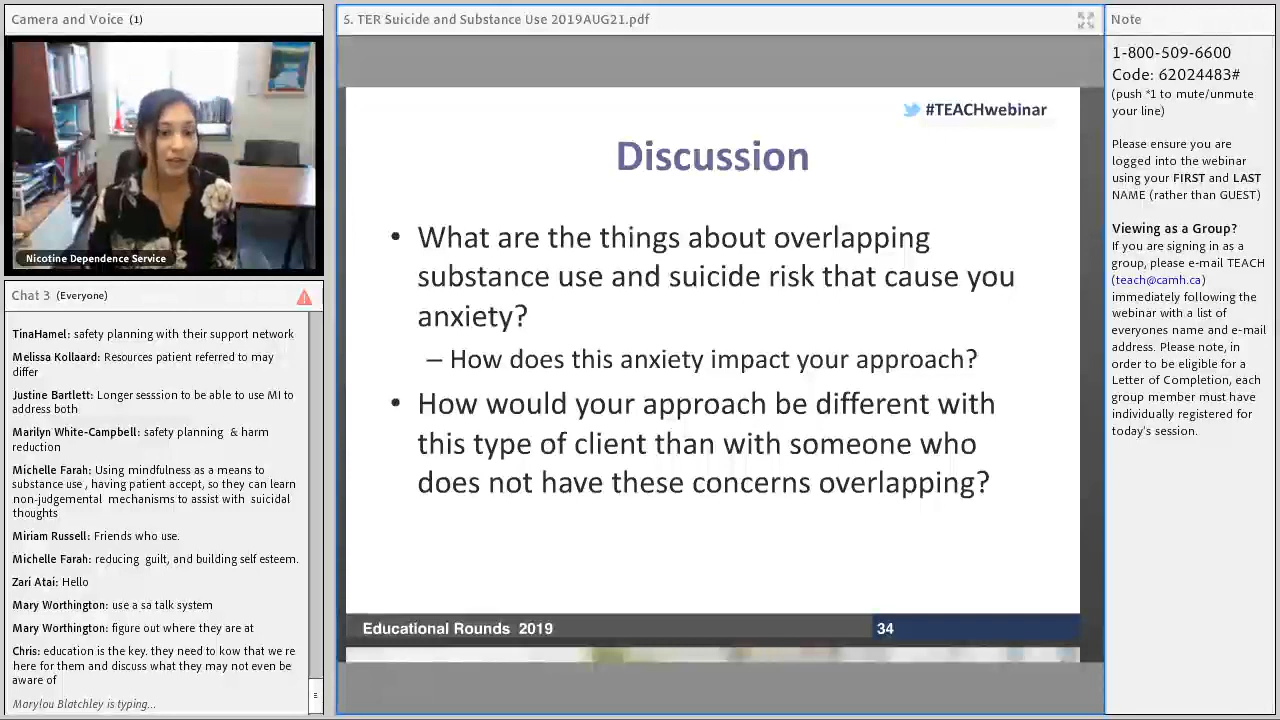 Camera and Voice (1)
Nicotine Dependence Service
Chat 3 (Everyone)
TinaHamel: safety planning with their support network
Melissa Kollaard: Resources patient referred to may
differ
Justine Bartlett: Longer sesssion to be able to use MI to
address both
Marilyn White-Campbell: safety planning & harm
reduction
Michelle Farah: Using mindfulness as a means to
substance use , having patient accept, so they can learn
non-judgemental mechanisms to assist with suicidal
thoughts
Miriam Russell: Friends who use.
Michelle Farah: reducing guilt, and building self esteem.
Zari Atai: Hello
Mary Worthington: use a sa talk system
Mary Worthington: figure out where they are at
Chris: education is the key. they need to kow that we re
here for them and discuss what they may not even be
aware of
Marylou Blatchley is typing...
5. TER Suicide and Substance Use 2019AUG21.pdf
#TEACHwebinar
Discussion
• What are the things about overlapping
substance use and suicide risk that cause you
anxiety?
– How does this anxiety impact your approach?
• How would your approach be different with
this type of client than with someone who
does not have these concerns overlapping?
Educational Rounds 2019
34
Note
1-800-509-6600
Code: 62024483#
(push *1 to mute/unmute
your line)
Please ensure you are
logged into the webinar
using your FIRST and LAST
NAME (rather than GUEST)
Viewing as a Group?
If you are signing in as a
group, please e-mail TEACH
(teach@camh.ca)
immediately following the
webinar with a list of
everyones name and e-mail
address. Please note, in
order to be eligible for a
Letter of Completion, each
group member must have
individually registered for
today's session.